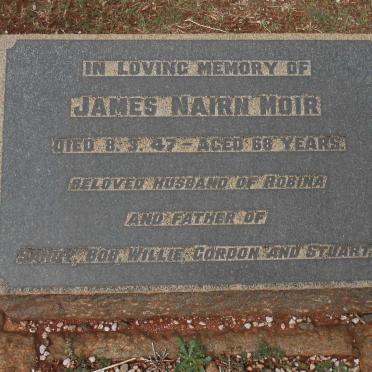 IN LOVING MEMORY OF
JAMES NAIRN MOIR
DIED 8. 3. 47 - AGED 68 YEARS.
BELOVED HUSBAND OF ROBINA
AND FATHER OF
BOB, WILLIE, GORDON AND STUART